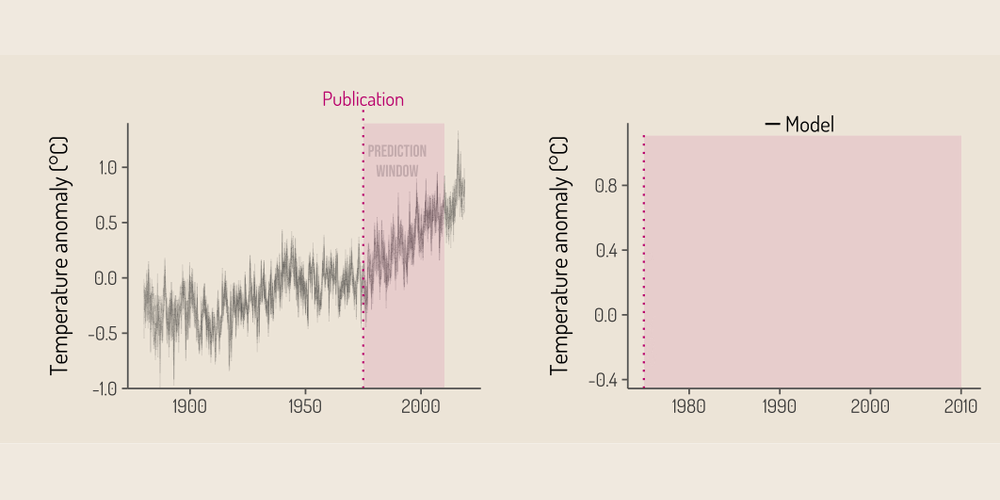 Publication
PREDICTION
WINDOW
Temperature anomaly (°C)
1.0
0.5
0.0
-0.5
-1.0
1900
1950
2000
Model
Temperature anomaly (°C)
0.8
0.4
0.0
-0.4
1980
1990
2000
2010